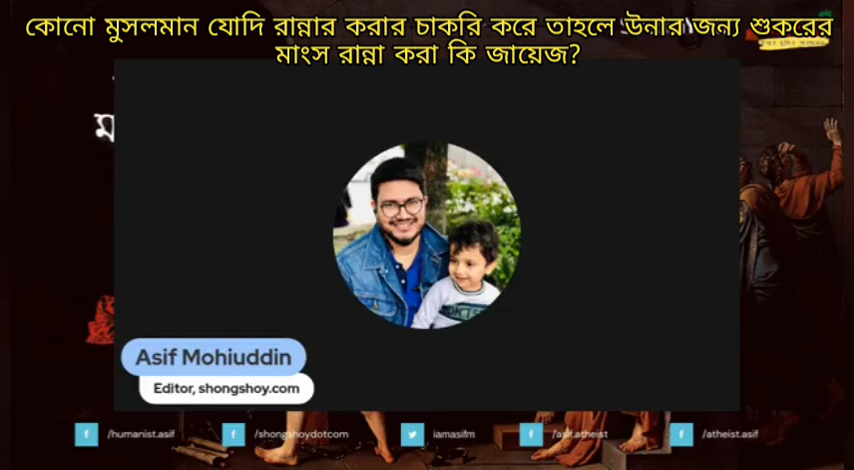 কোনো মুসলমান যোদি রান্নার করার চাকরি করে তাহলে উনার জন্য শুকরের
মাংস রান্না করা কি জায়েজ?
Asif Mohiuddin
Editor, shongshoy.com
/humanist.asif
/shongshoydotcom
iamasifm
/asif.atheist
/atheist.asif